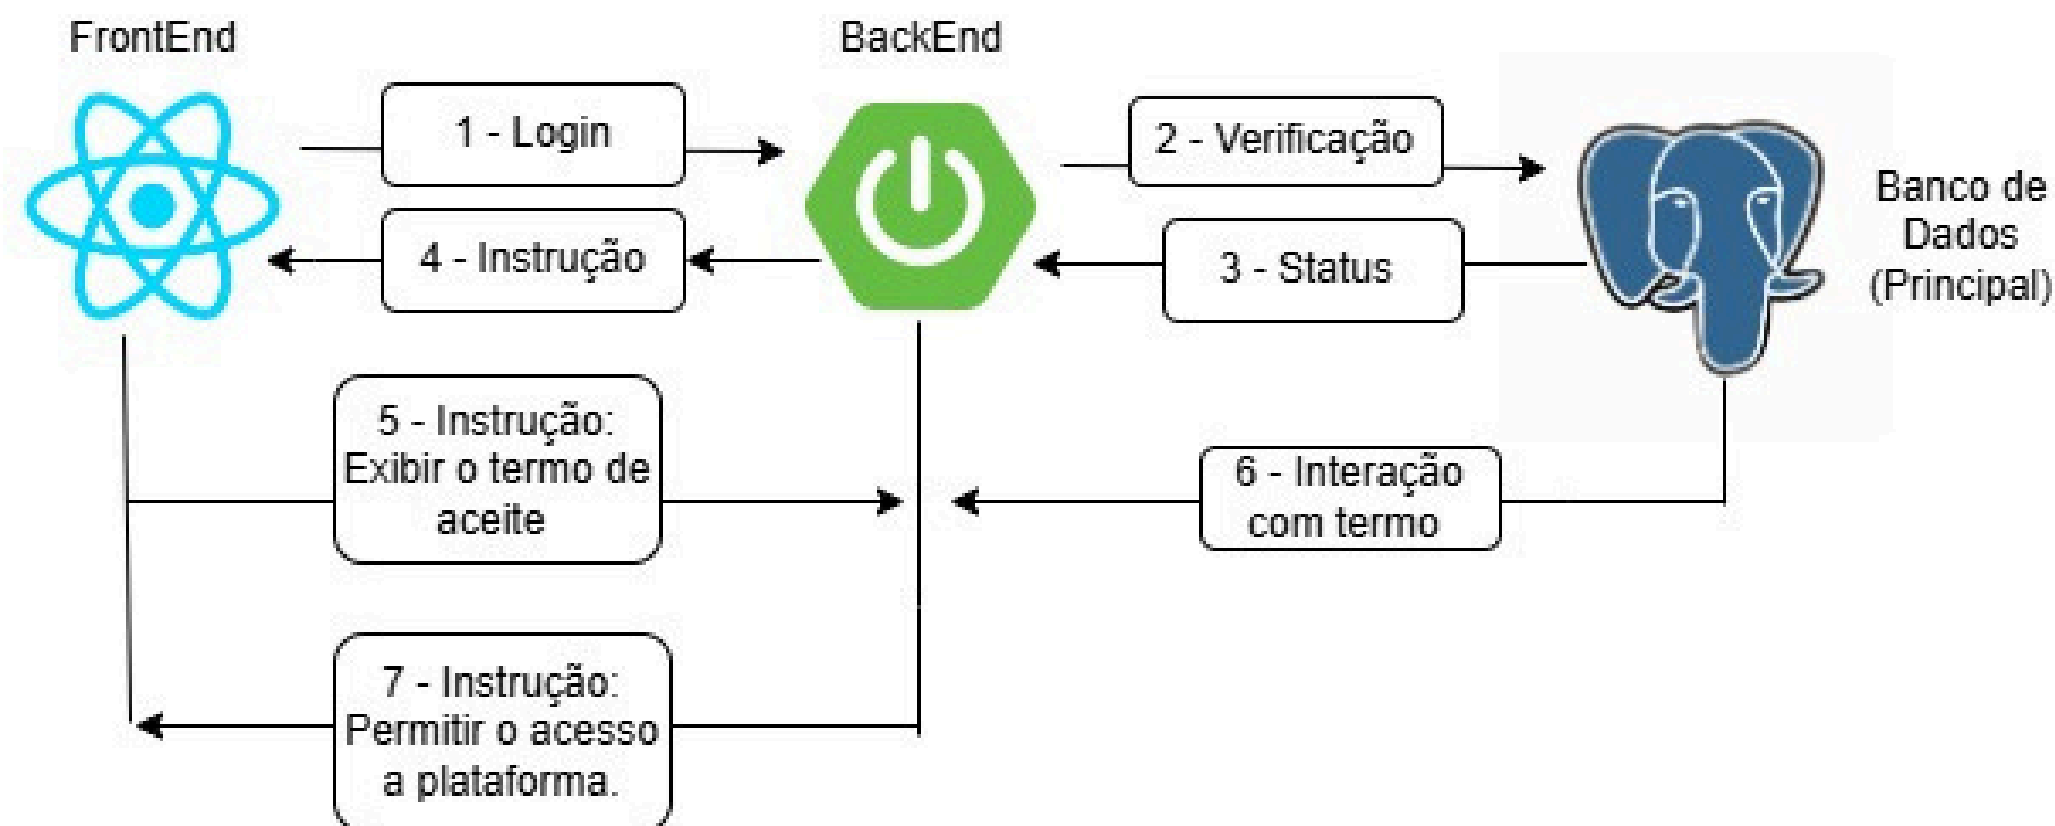 FrontEnd
BackEnd
1 - Login
2 - Verificação
Banco de
Dados
(Principal)
4 - Instrução
3 - Status
5 - Instrução:
Exibir o termo de
aceite
6 - Interação
com termo
7 - Instrução:
Permitir o acesso
a plataforma.